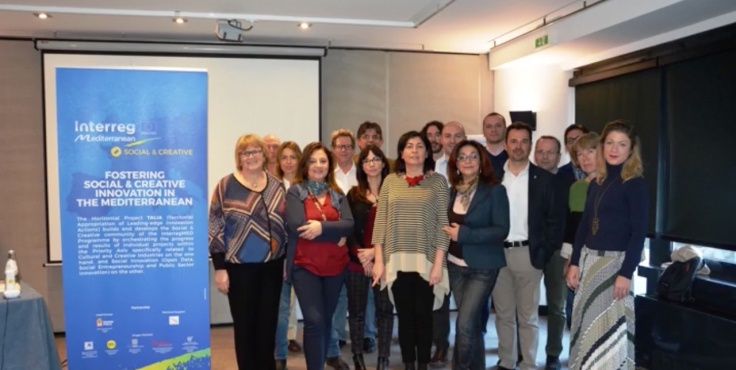 Interreg
Mediterranean
SOCIAL & CREATIVE
FOSTERING
SOCIAL & CREATIVE
INNOVATION IN
THE MEDITERRANEAN
The Horizontal Project TALIA (Territorial
Appropriation of Leading-edge Innovation
Actions) builds and develops the Social &
Creative community of the InterregMED
Programme by orchestrating the progress
and results of individual projects within
the Priority Axis specifically related to
Cultural and Creative Industries on the one
hand, and Social Innovation (Open Data,
Social Entrepreneurship and Public Sector
Innovation) on the other.